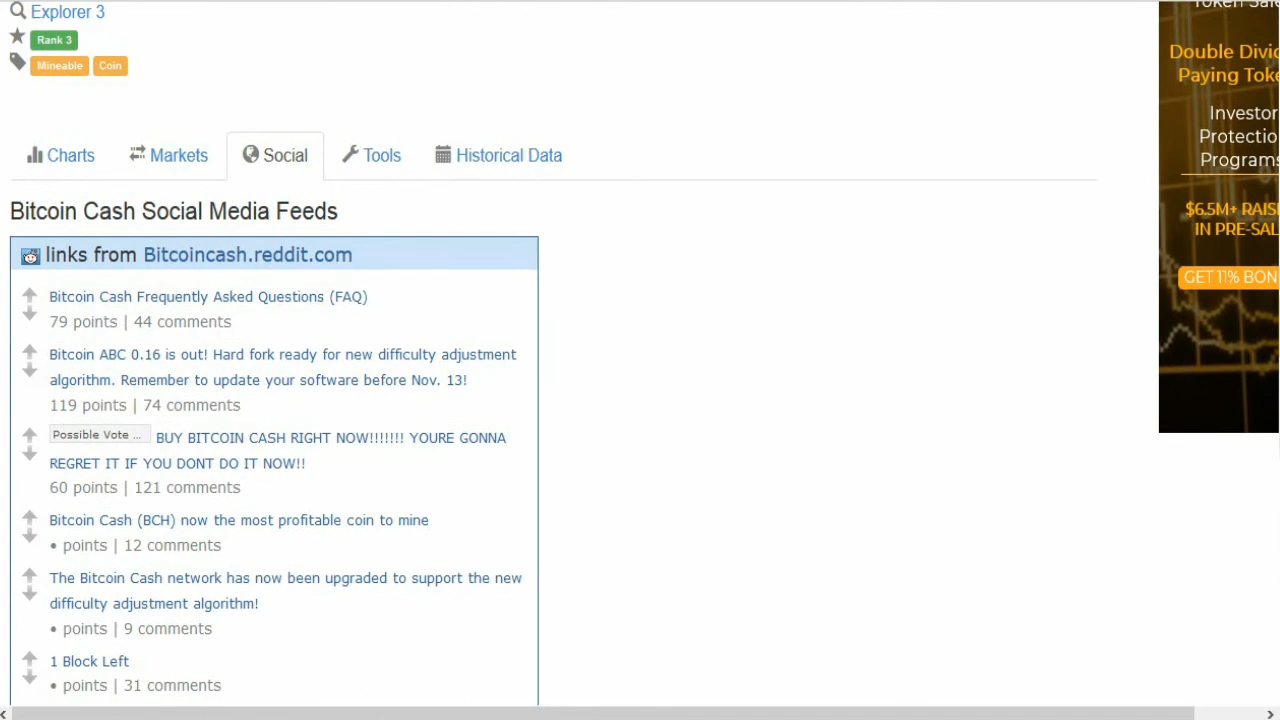 Explorer 3
Rank 3
Mineable Coin
Charts Markets Social Tools Historical Data
Bitcoin Cash Social Media Feeds
links from Bitcoincash.reddit.com
Bitcoin Cash Frequently Asked Questions (FAQ)
79 points | 44 comments
Bitcoin ABC 0.16 is out! Hard fork ready for new difficulty adjustment
algorithm. Remember to update your software before Nov. 13!
119 points | 74 comments
Possible Vote ... BUY BITCOIN CASH RIGHT NOW!!!!!!! YOURE GONNA
REGRET IT IF YOU DONT DO IT NOW!!
60 points | 121 comments
Bitcoin Cash (BCH) now the most profitable coin to mine
• points | 12 comments
The Bitcoin Cash network has now been upgraded to support the new
difficulty adjustment algorithm!
• points | 9 comments
1 Block Left
• points | 31 comments
Token Sale
Double Divi
Paying Toke
Investor
Protectio
Programs
$6.5M+ RAIS
IN PRE-SAL
GET 11% BON